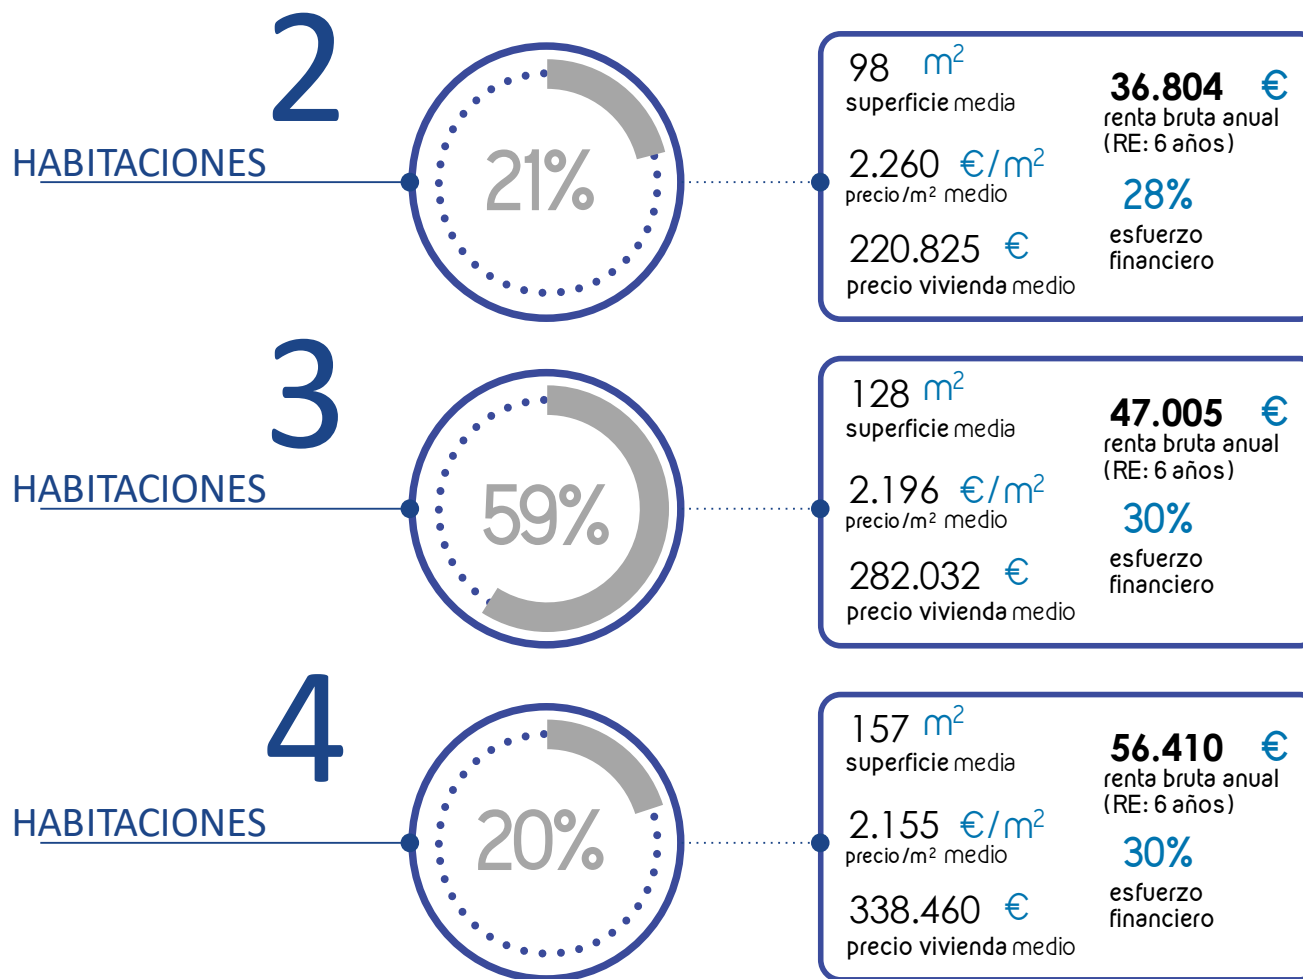 2
HABITACIONES
21%
98 m²
superficie media
2.260 €/m²
precio/m² medio
220.825 €
precio vivienda medio
36.804 €
renta bruta anual
(RE: 6 años)
28%
esfuerzo
financiero
3
HABITACIONES
59%
128 m²
superficie media
2.196 €/m²
precio/m² medio
282.032 €
precio vivienda medio
47.005 €
renta bruta anual
(RE: 6 años)
30%
esfuerzo
financiero
4
HABITACIONES
20%
157 m²
superficie media
2.155 €/m²
precio/m² medio
338.460 €
precio vivienda medio
56.410 €
renta bruta anual
(RE: 6 años)
30%
esfuerzo
financiero